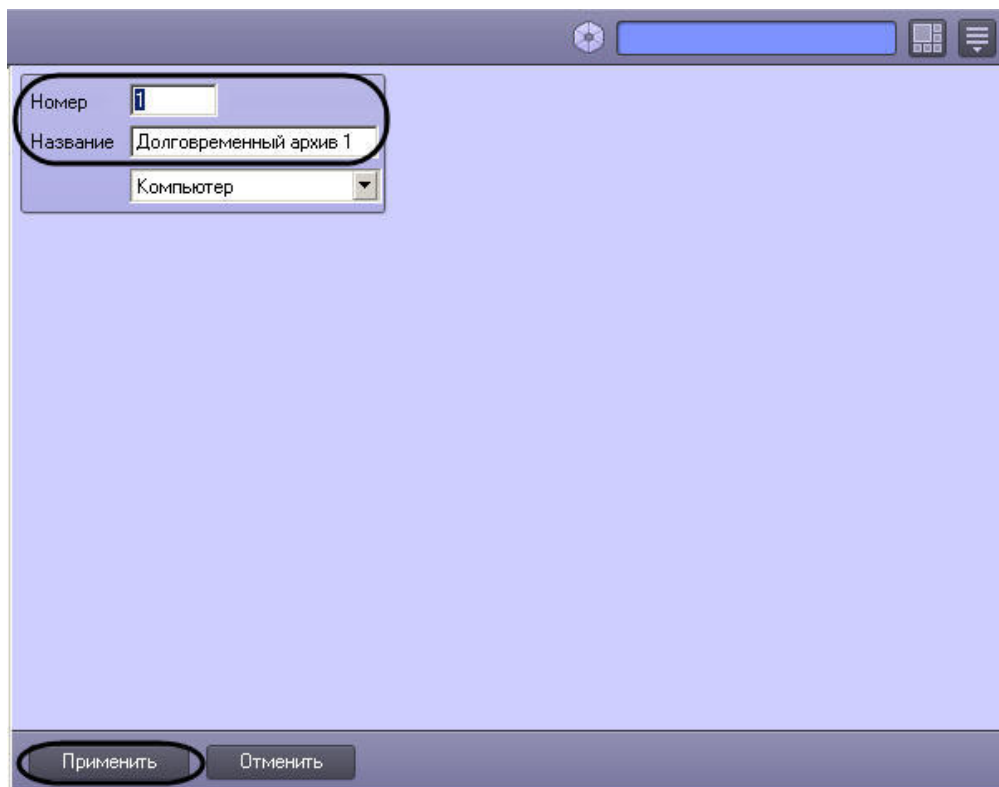 Номер 1
Название Долговременный архив 1
Компьютер
Применить Отменить